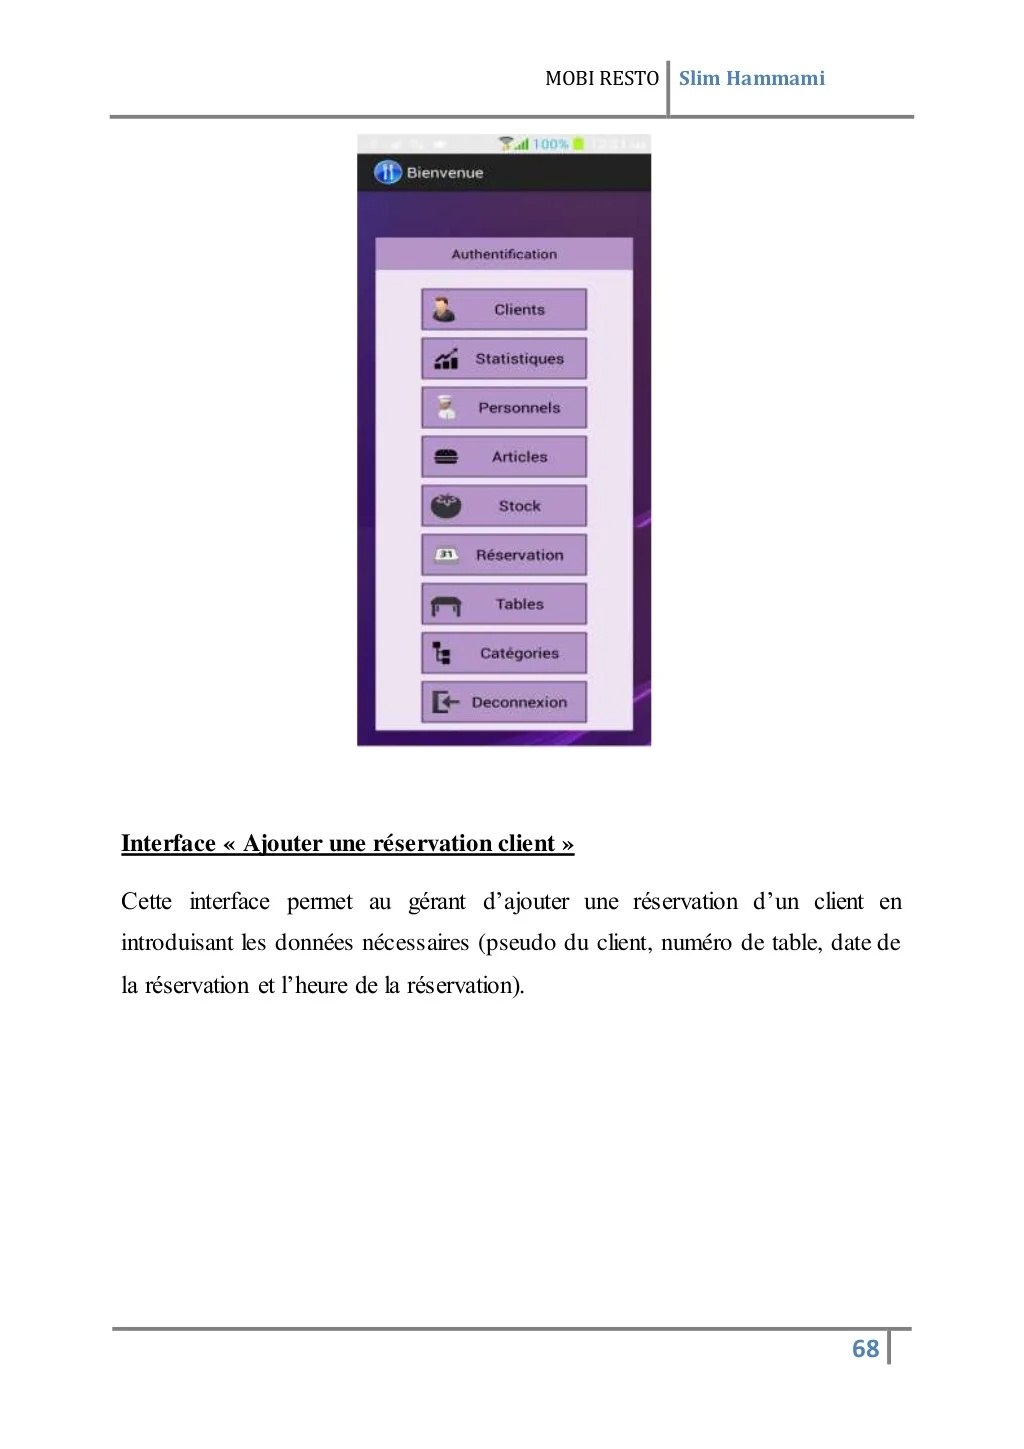 MOBI RESTO Slim Hammami
100%
Bienvenue
Authentification
Clients
Statistiques
Personnels
Articles
Stock
31 Réservation
Tables
Catégories
Deconnexion
Interface « Ajouter une réservation client »
Cette interface permet au gérant d’ajouter une réservation d’un client en
introduisant les données nécessaires (pseudo du client, numéro de table, date de
la réservation et l’heure de la réservation).
68